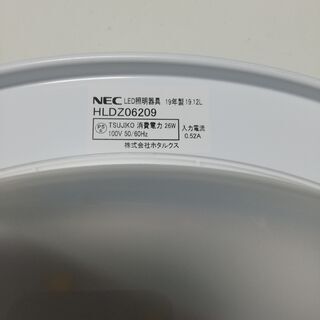 NEC LED照明器具 19年製 19.12L
HLDZ06209
PS E TSUJIKO 消費電力 26W 入力電流
100V 50/60Hz 0.52A
株式会社ホタルクス